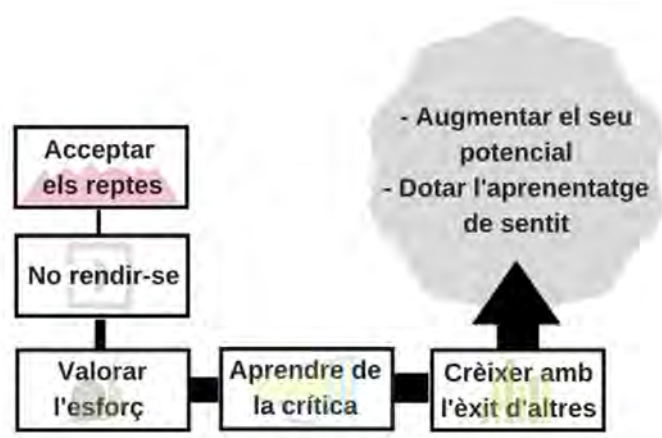 Acceptar
els reptes
No rendir-se
Valorar
l'esforç
Aprendre de
la crítica
Crèixer amb
l'èxit d'altres
- Augmentar el seu
potencial
- Dotar l'aprenentatge
de sentit